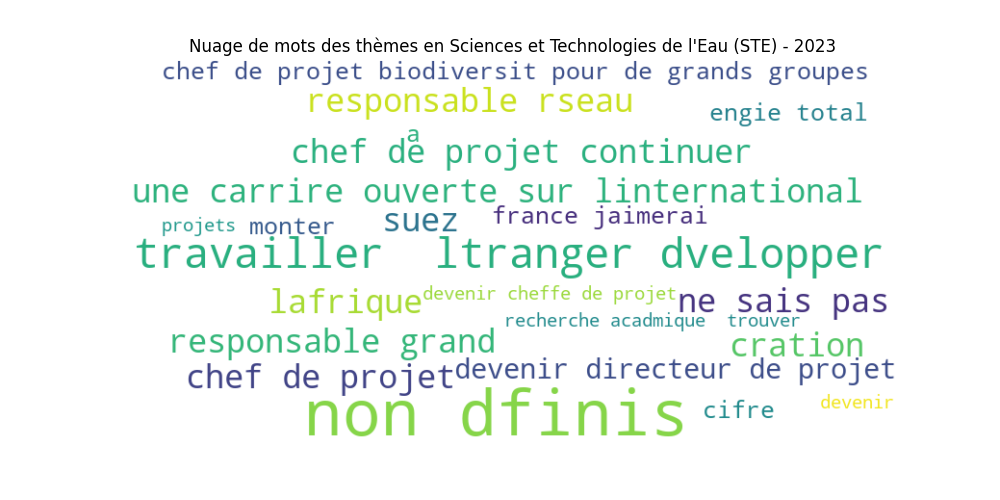 Nuage de mots des thèmes en Sciences et Technologies de l'Eau (STE) - 2023
chef de projet biodiversit pour de grands groupes
responsable rseau
engie total
a
chef de projet continuer
une carrire ouverte sur linternational
projets
monter
suez
france jaimerai
travailler ltranger dvelopper
lafrique
devenir cheffe de projet
ne sais pas
recherche acadmique trouver
responsable grand
cration
chef de projet
devenir directeur de projet
non dfinis
cifre
devenir